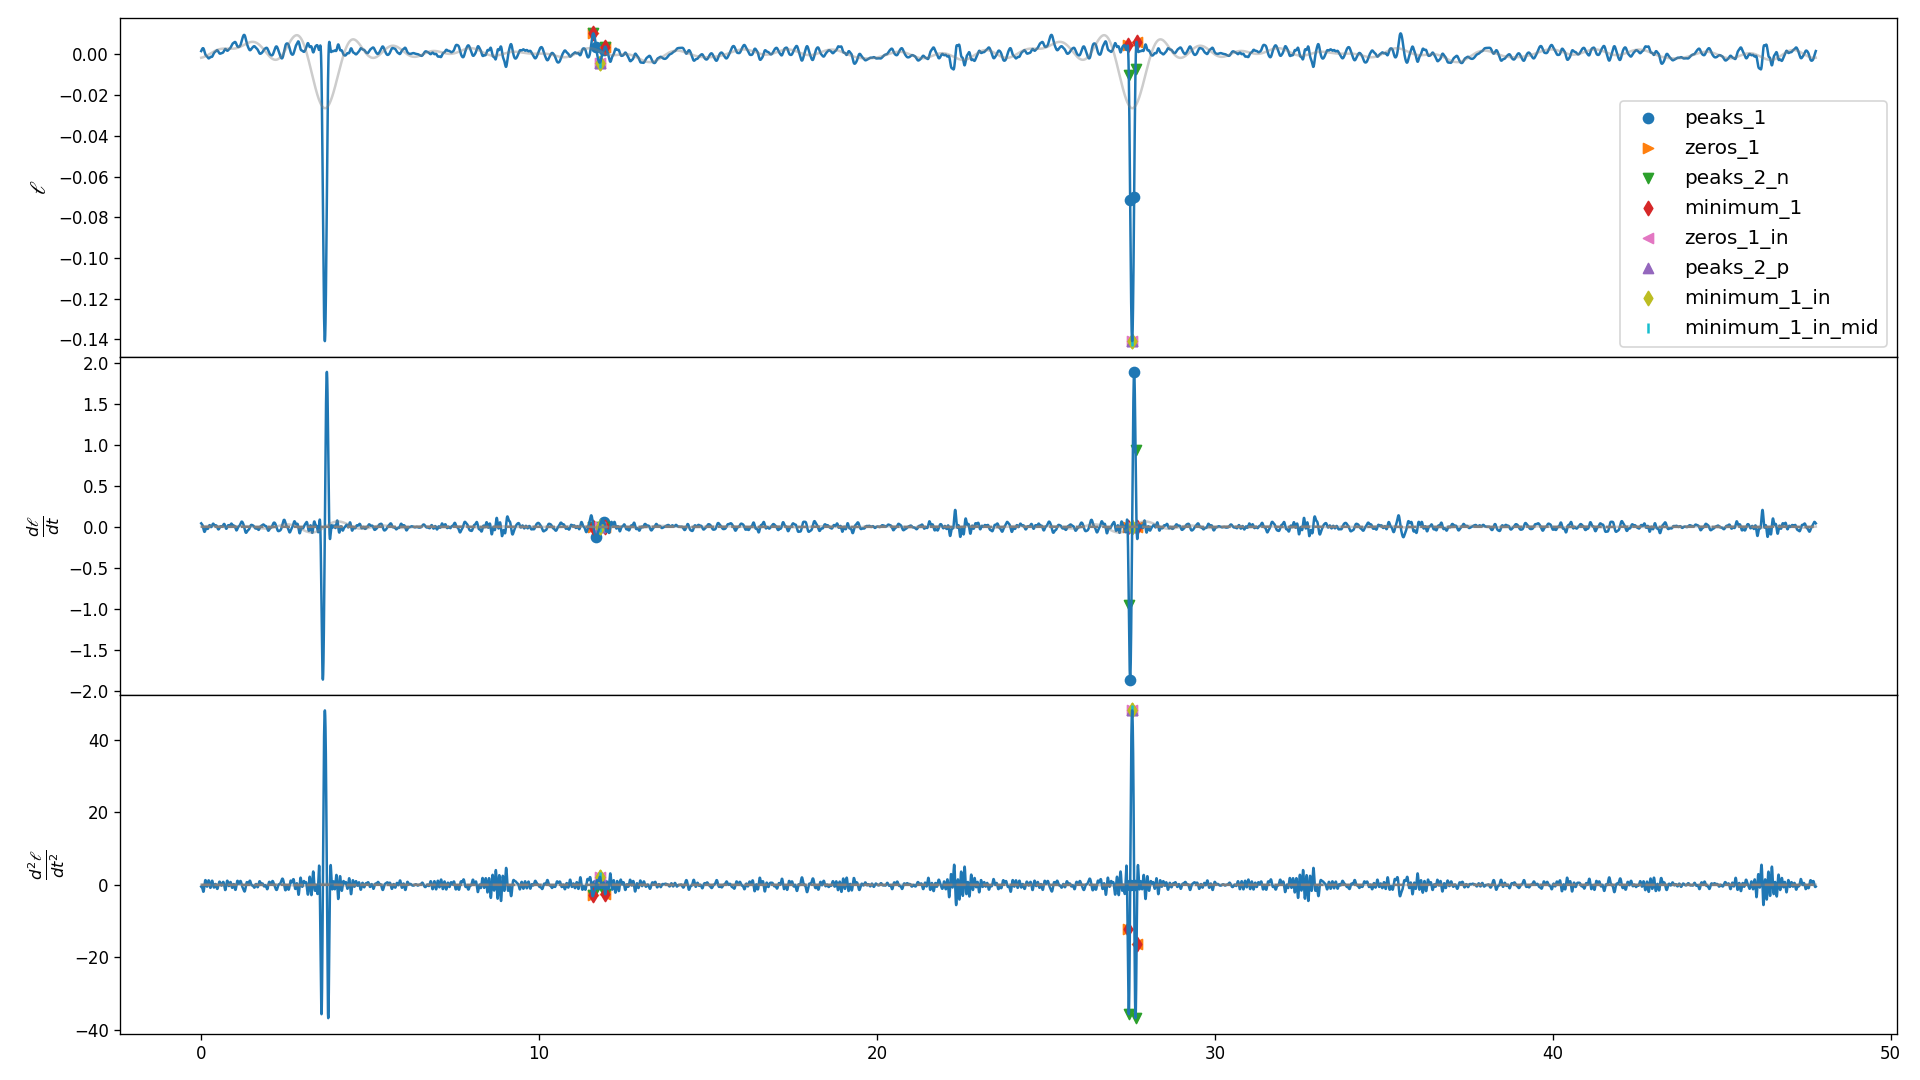 0.00
−0.02
−0.04
−0.06
−0.08
−0.10
−0.12
−0.14
ℓ
peaks_1
zeros_1
peaks_2_n
minimum_1
zeros_1_in
peaks_2_p
minimum_1_in
minimum_1_in_mid
2.0
1.5
1.0
0.5
0.0
−0.5
−1.0
−1.5
−2.0
dℓ/dt
40
20
0
−20
−40
d²ℓ/dt²
0 10 20 30 40 50